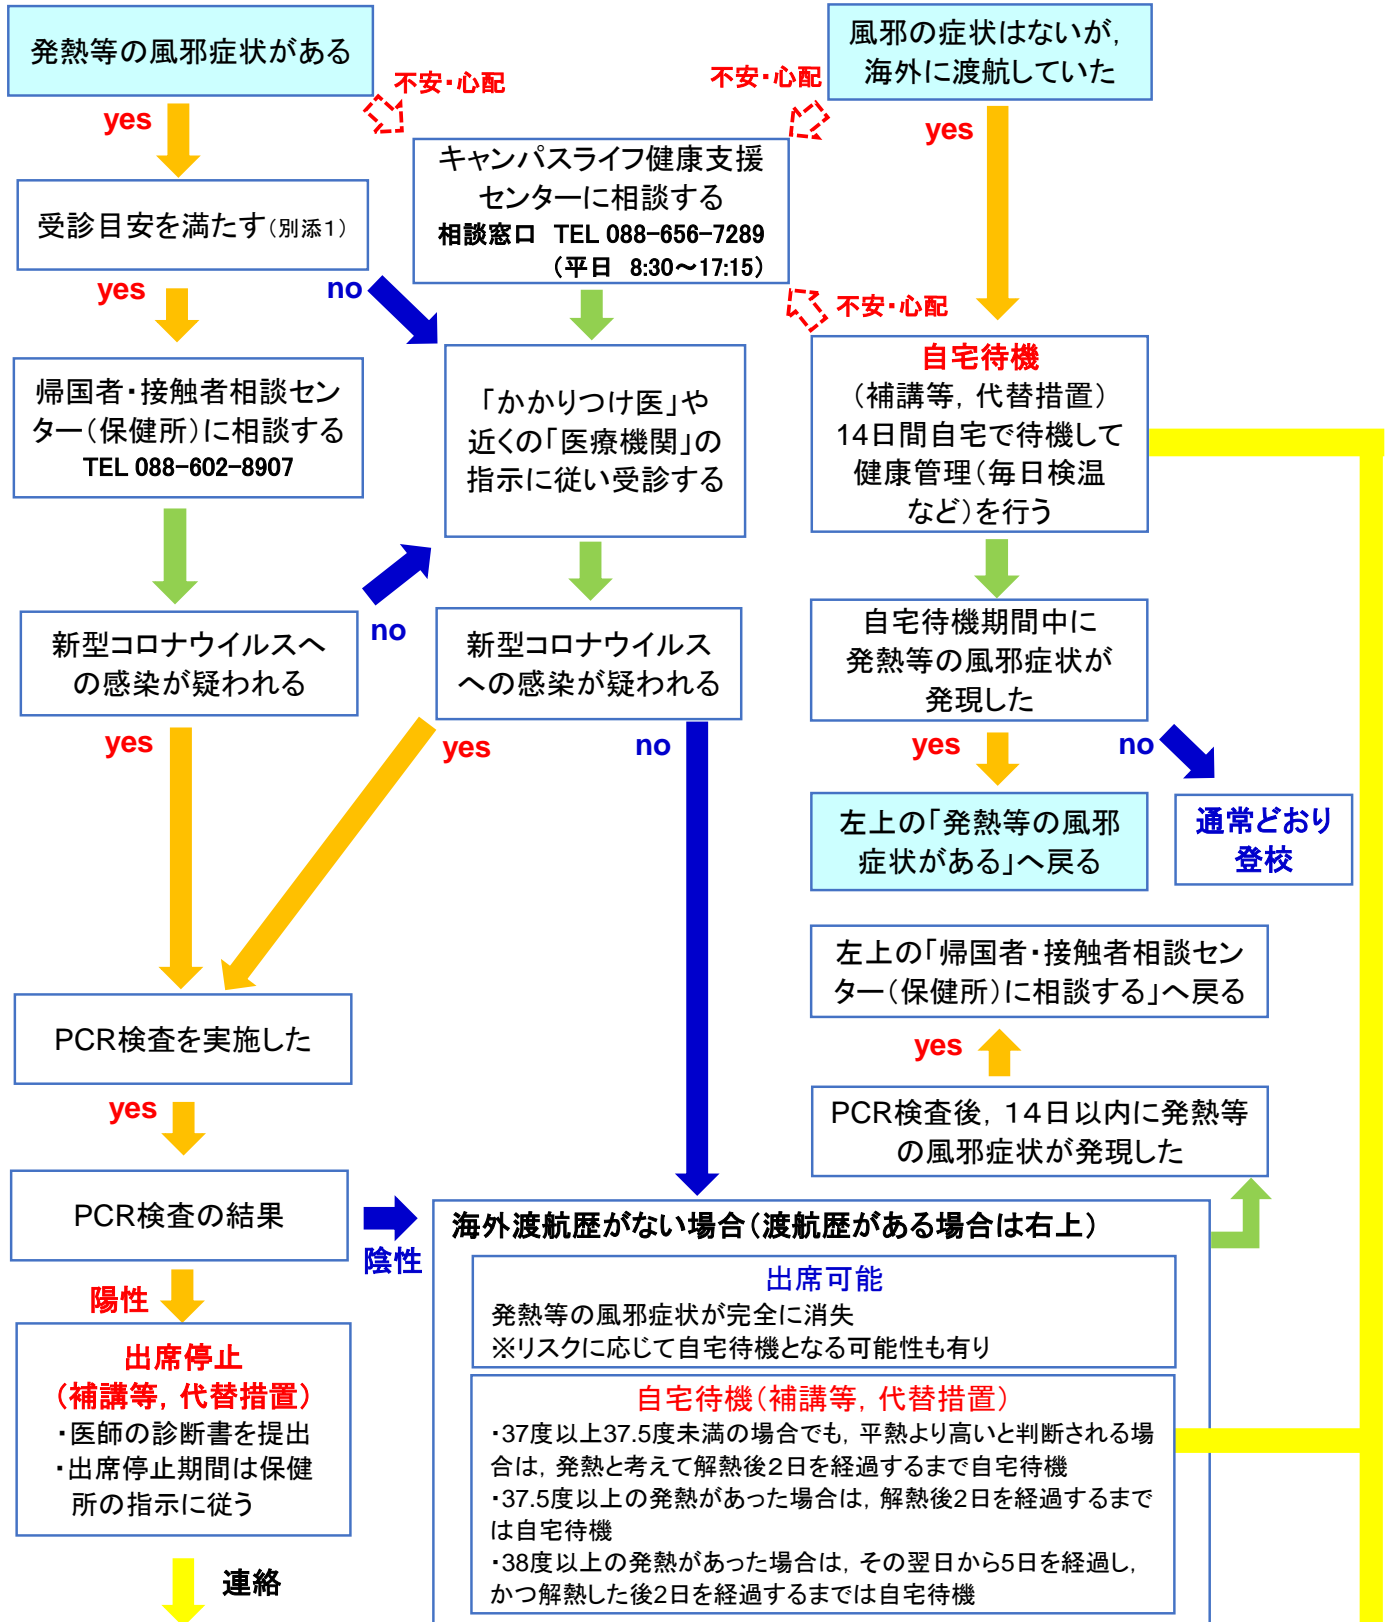 発熱等の風邪症状がある
風邪の症状はないが,
海外に渡航していた
不安・心配
不安・心配
yes
yes
キャンパスライフ健康支援
センターに相談する
相談窓口 TEL 088-656-7289
(平日 8:30～17:15)
受診目安を満たす(別添1)
yes
no
不安・心配
帰国者・接触者相談セン
ター(保健所)に相談する
TEL 088-602-8907
「かかりつけ医」や
近くの「医療機関」の
指示に従い受診する
自宅待機
(補講等, 代替措置)
14日間自宅で待機して
健康管理(毎日検温
など)を行う
no
新型コロナウイルスへ
の感染が疑われる
新型コロナウイルス
への感染が疑われる
自宅待機期間中に
発熱等の風邪症状が
発現した
yes
yes
no
yes
no
左上の「発熱等の風邪
症状がある」へ戻る
通常どおり
登校
左上の「帰国者・接触者相談セン
ター(保健所)に相談する」へ戻る
PCR検査を実施した
yes
yes
PCR検査後, 14日以内に発熱等
の風邪症状が発現した
PCR検査の結果
陰性
陽性
海外渡航歴がない場合(渡航歴がある場合は右上)
出席可能
発熱等の風邪症状が完全に消失
※リスクに応じて自宅待機となる可能性も有り
出席停止
(補講等, 代替措置)
・医師の診断書を提出
・出席停止期間は保健
所の指示に従う
自宅待機(補講等, 代替措置)
・37度以上37.5度未満の場合でも, 平熱より高いと判断される場
合は, 発熱と考えて解熱後2日を経過するまで自宅待機
・37.5度以上の発熱があった場合は, 解熱後2日を経過するまで
は自宅待機
・38度以上の発熱があった場合は, その翌日から5日を経過し,
かつ解熱した後2日を経過するまでは自宅待機
連絡